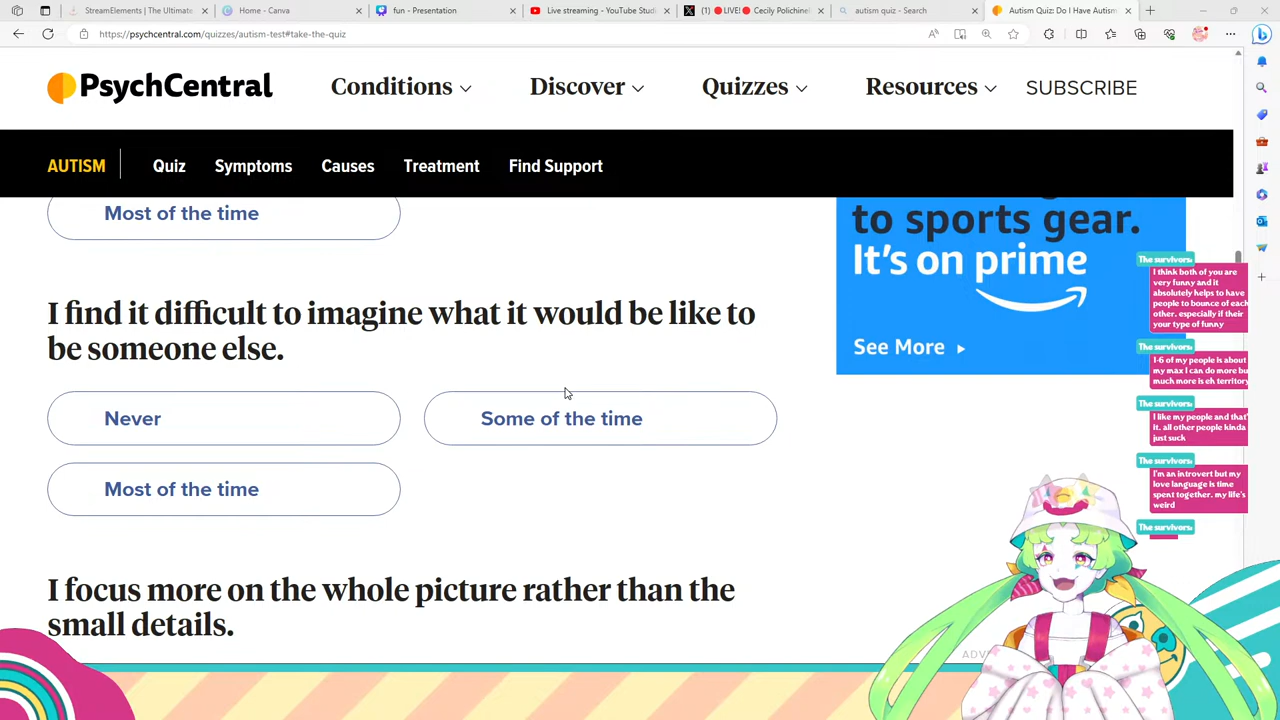 StreamElements | The Ultimate
Home - Canva
fun - Presentation
Live streaming - YouTube Stud
(1) 🔴LIVE! 🔴 Cecily Polichinel
autism quiz - Search
Autism Quiz: Do I Have Autism
https://psychcentral.com/quizzes/autism-test#take-the-quiz
PsychCentral
Conditions
Discover
Quizzes
Resources
SUBSCRIBE
AUTISM
Quiz
Symptoms
Causes
Treatment
Find Support
Most of the time
to sports gear.
It's on prime
See More
I find it difficult to imagine what it would be like to
be someone else.
Never
Some of the time
Most of the time
I focus more on the whole picture rather than the
small details.
The survivors:
I think both of you are
very funny and it
absolutely helps to have
people to bounce of each
other. especially if their
your type of funny
The survivors:
1-6 of my people is about
my max I can do more bu
much more is eh territory
The survivors:
I like my people and that'
it. all other people kinda
just suck
The survivors:
I'm an introvert but my
love language is time
spent together. my life's
weird
The survivors:
ADVE